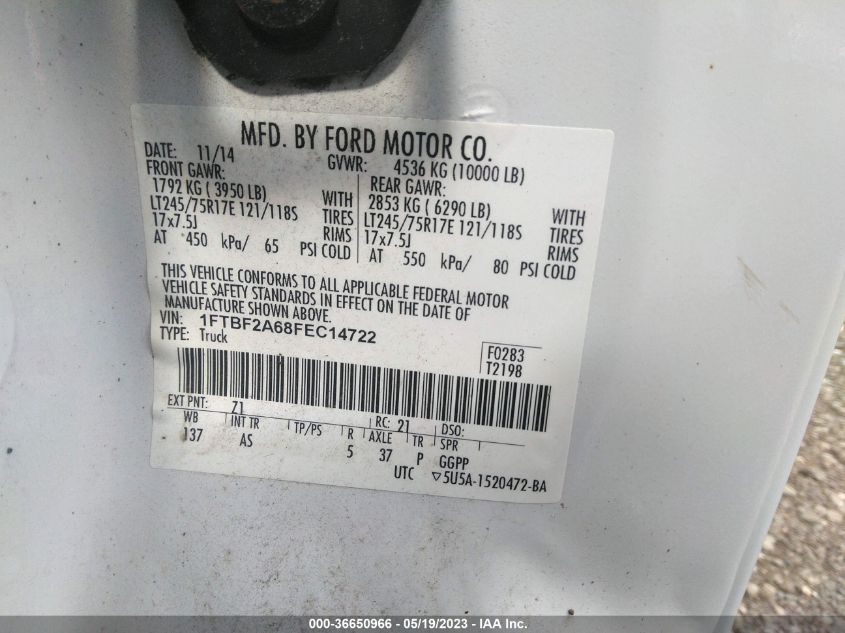 MFD. BY FORD MOTOR CO.
DATE: 11/14 GVWR: 4536 KG (10000 LB)
FRONT GAWR: REAR GAWR:
1792 KG ( 3950 LB) WITH 2853 KG ( 6290 LB) WITH
LT245/75R17E 121/118S TIRES LT245/75R17E 121/118S TIRES
17x7.5J RIMS 17x7.5J RIMS
AT 450 kPa/ 65 PSI COLD AT 550 kPa/ 80 PSI COLD
THIS VEHICLE CONFORMS TO ALL APPLICABLE FEDERAL MOTOR
VEHICLE SAFETY STANDARDS IN EFFECT ON THE DATE OF
MANUFACTURE SHOWN ABOVE.
VIN: 1FTBF2A68FEC14722
TYPE: Truck
F0283
T2198
EXT PNT: Z1 RC: 21 DSO:
WB INT TR TP/PS R AXLE TR SPR
137 AS 5 37 P GGPP
UTC ▽5U5A-1520472-BA
000-36650966 - 05/19/2023 - IAA Inc.